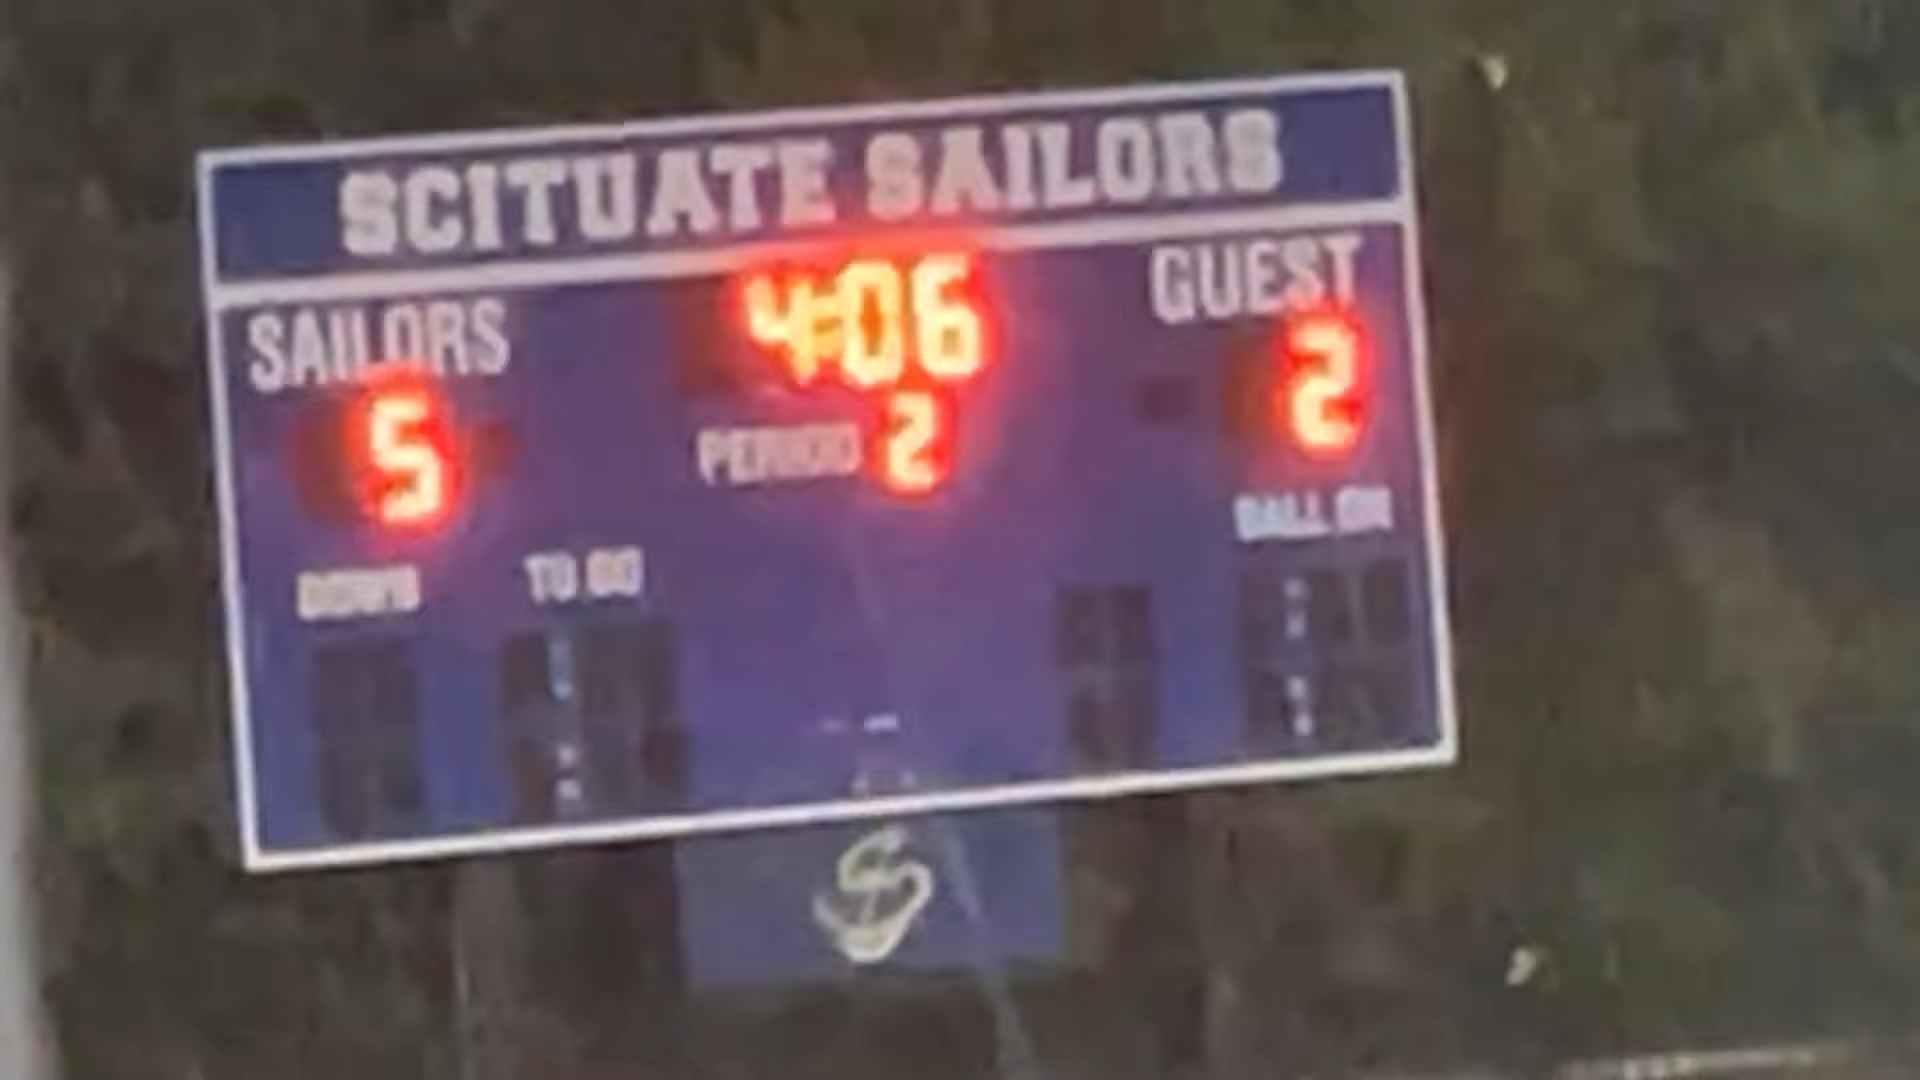 SCITUATE SAILORS
SAILORS 4:06 GUEST
5 PERIOD 2 2
DOWN TO GO BALL ON
S